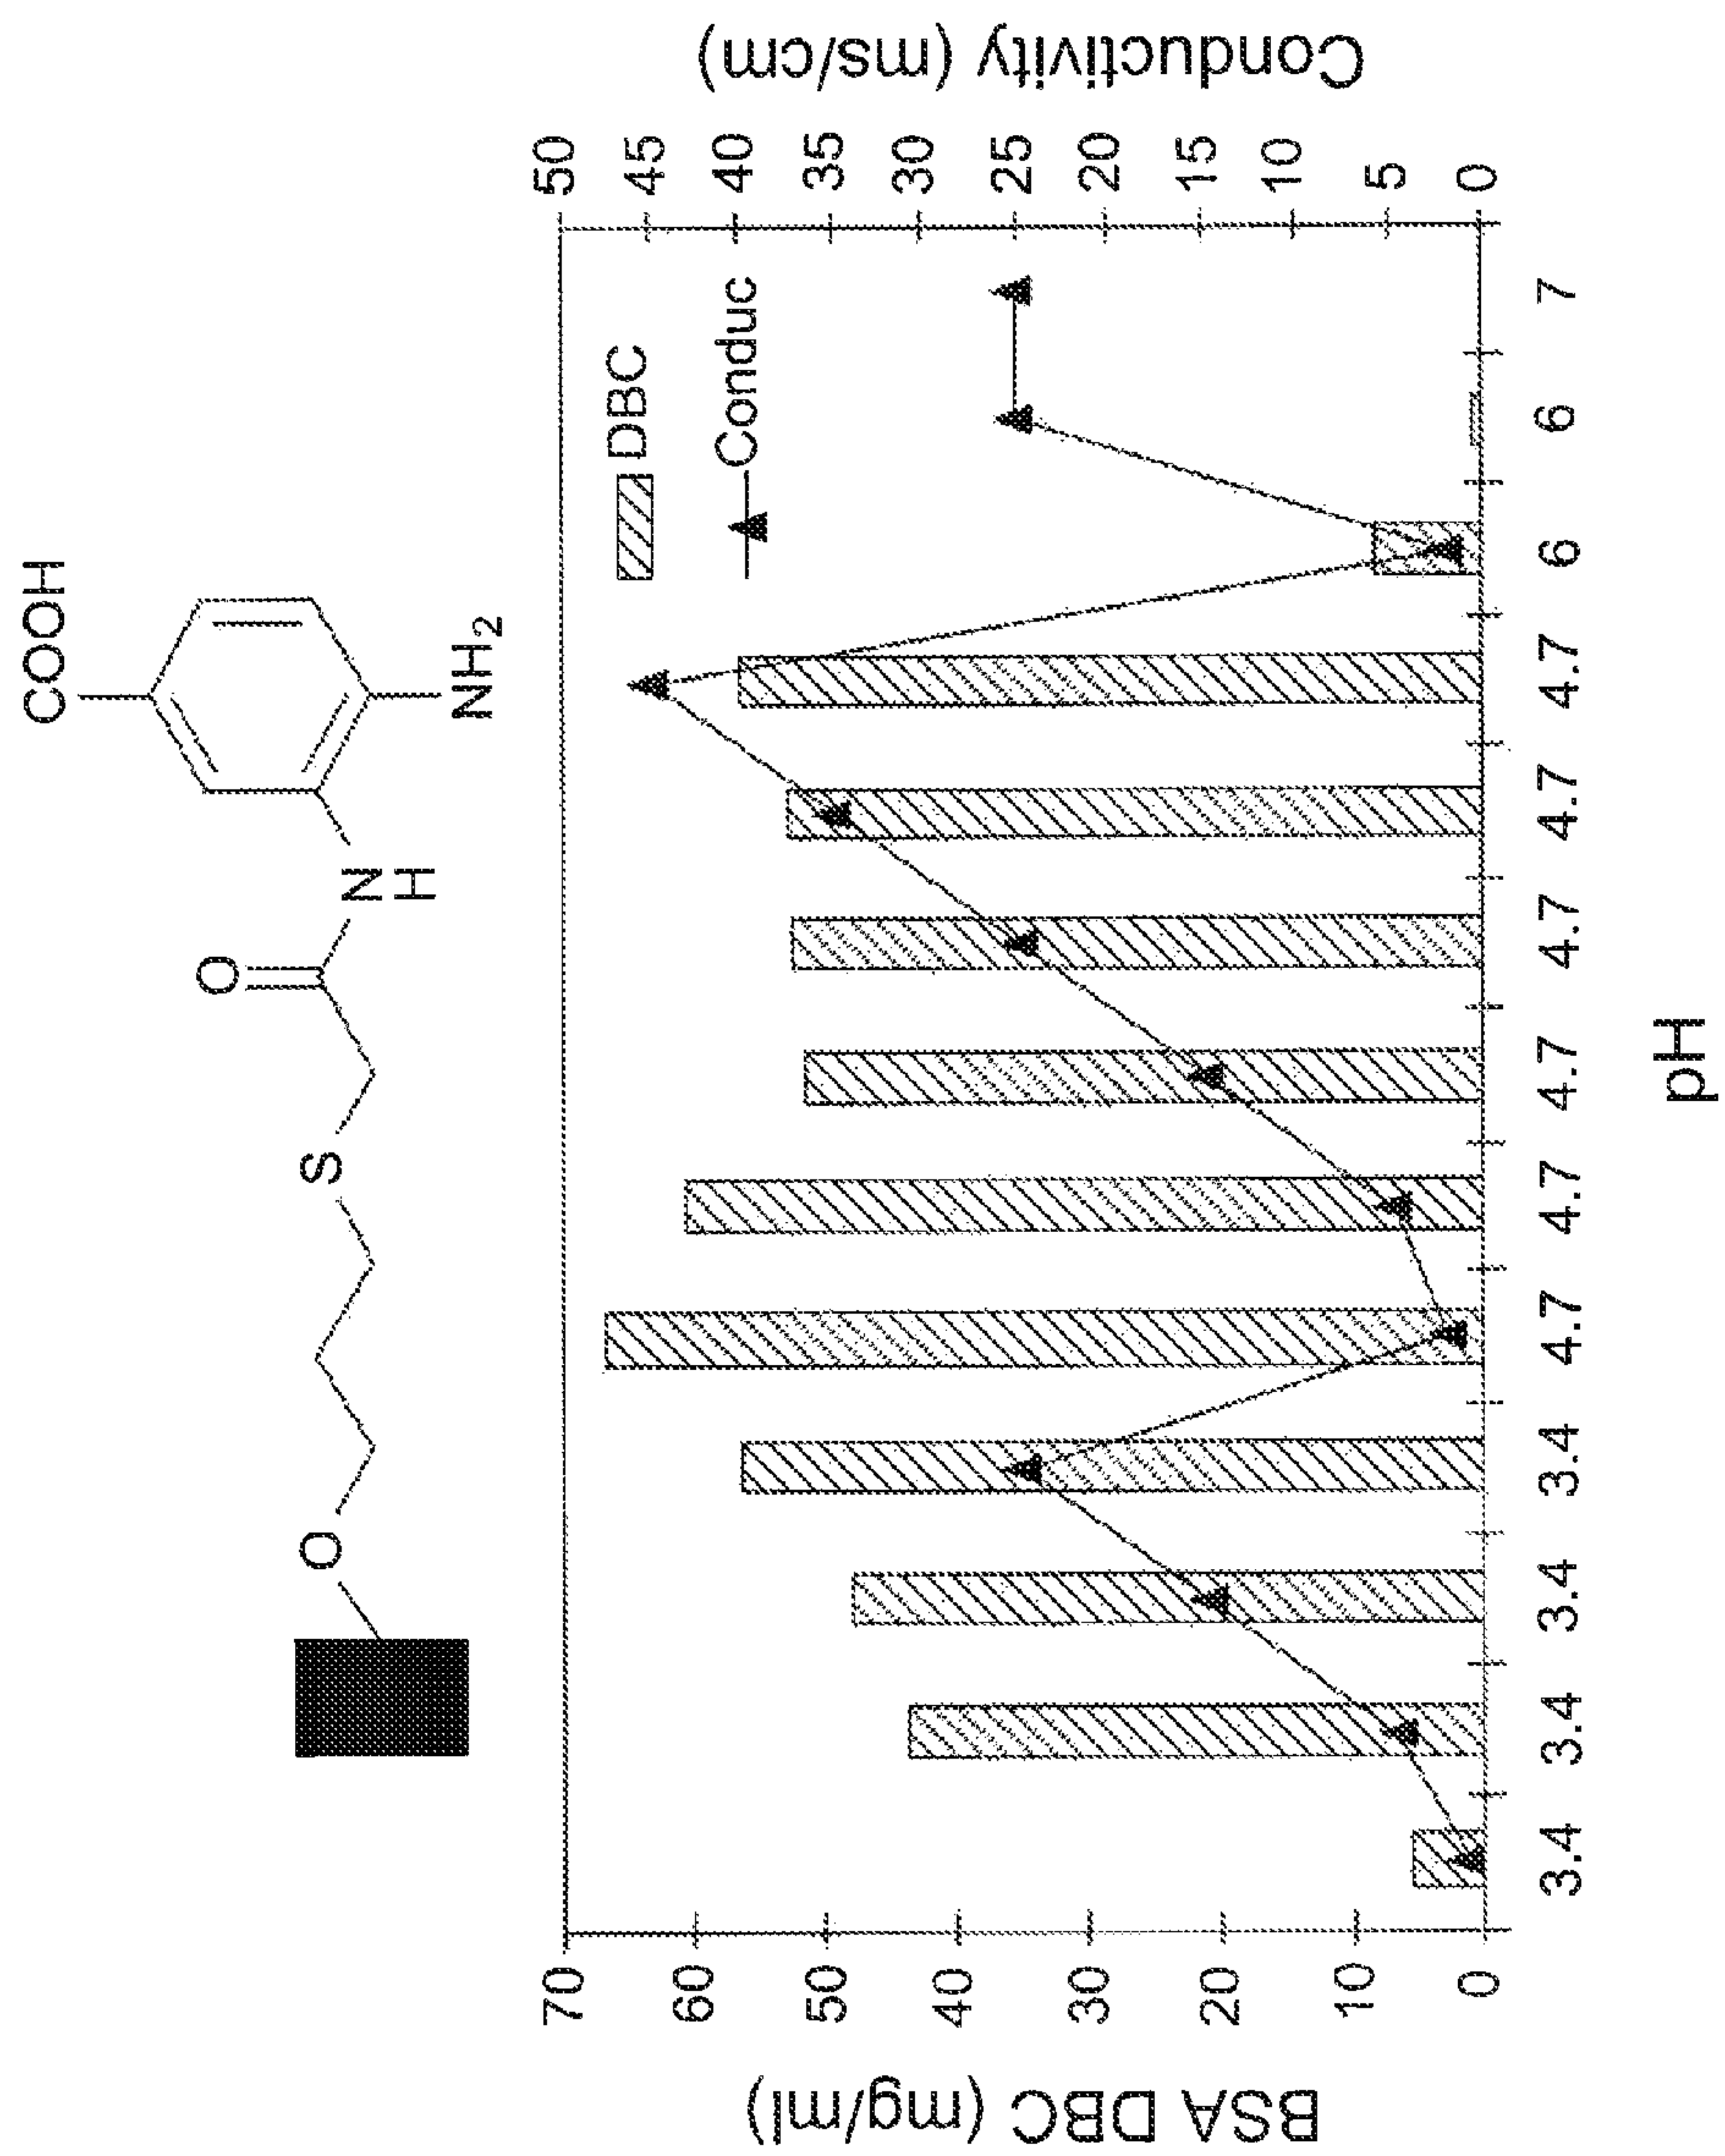 COOH
O
O
S
N
H
NH2
BSA DBC (mg/ml)
70
60
50
40
30
20
10
0
DBC
Conduc
Conductivity (ms/cm)
50
45
40
35
30
25
20
15
10
5
0
3.4 3.4 3.4 3.4 4.7 4.7 4.7 4.7 4.7 4.7 6 6 7
pH